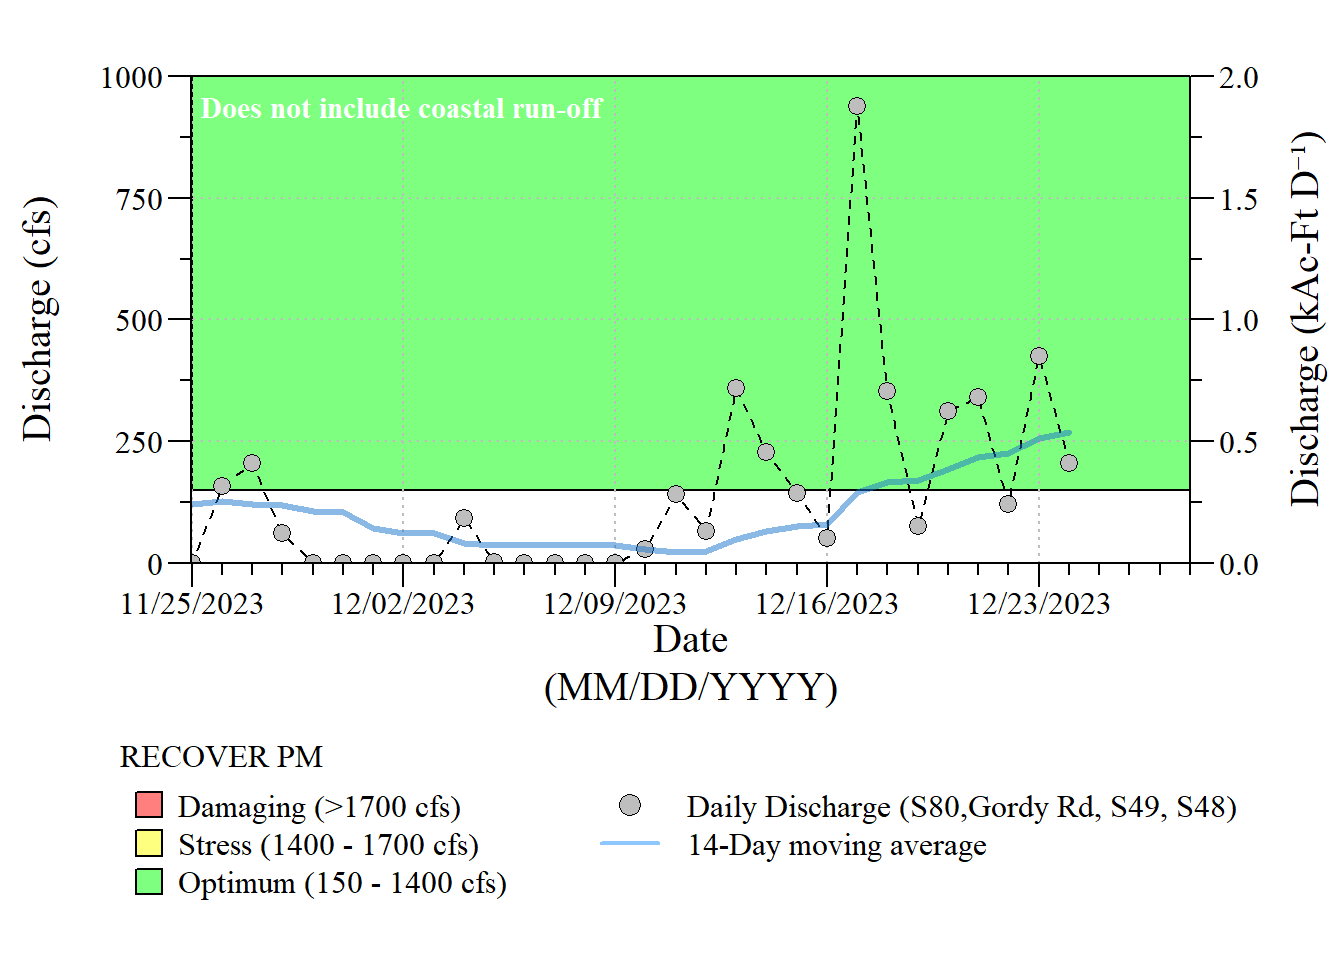 Does not include coastal run-off
1000
750
500
250
0
Discharge (cfs)
2.0
1.5
1.0
0.5
0.0
Discharge (kAc-Ft D⁻¹)
11/25/2023 12/02/2023 12/09/2023 12/16/2023 12/23/2023
Date
(MM/DD/YYYY)
RECOVER PM
Damaging (>1700 cfs)
Stress (1400 - 1700 cfs)
Optimum (150 - 1400 cfs)
Daily Discharge (S80,Gordy Rd, S49, S48)
14-Day moving average